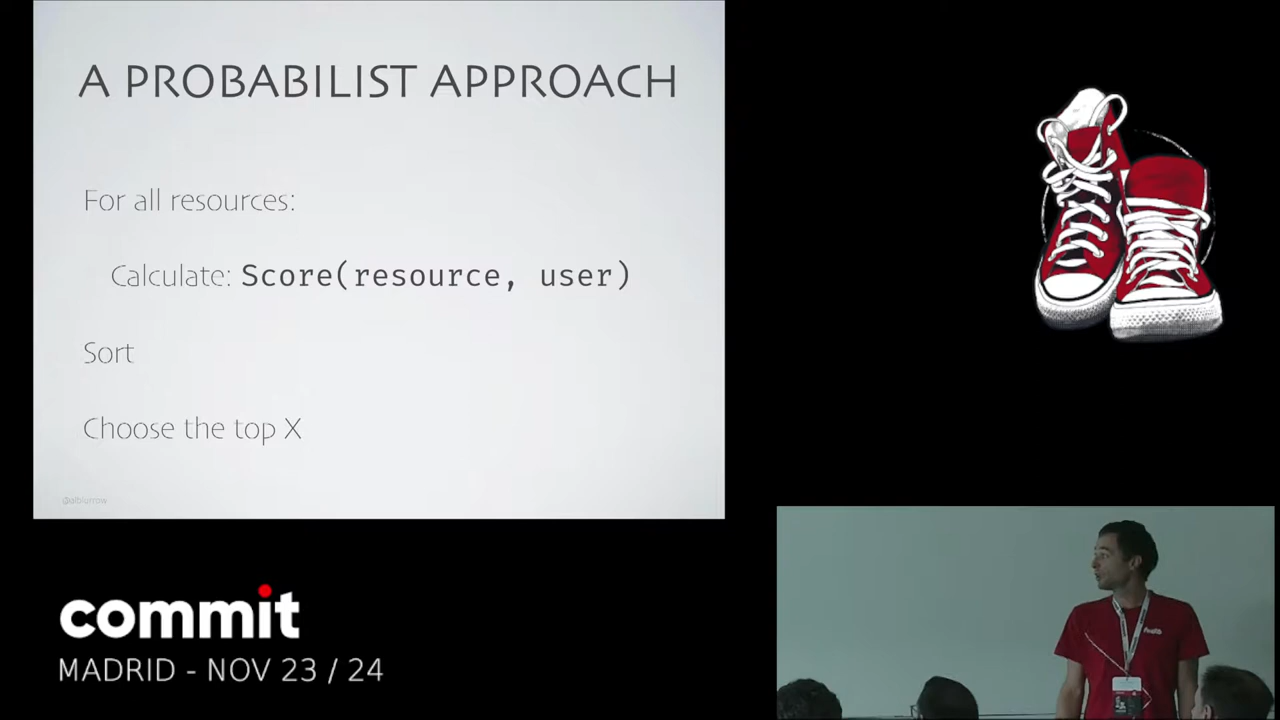 A PROBABILIST APPROACH
For all resources:
Calculate: Score(resource, user)
Sort
Choose the top X
commit
MADRID - NOV 23 / 24